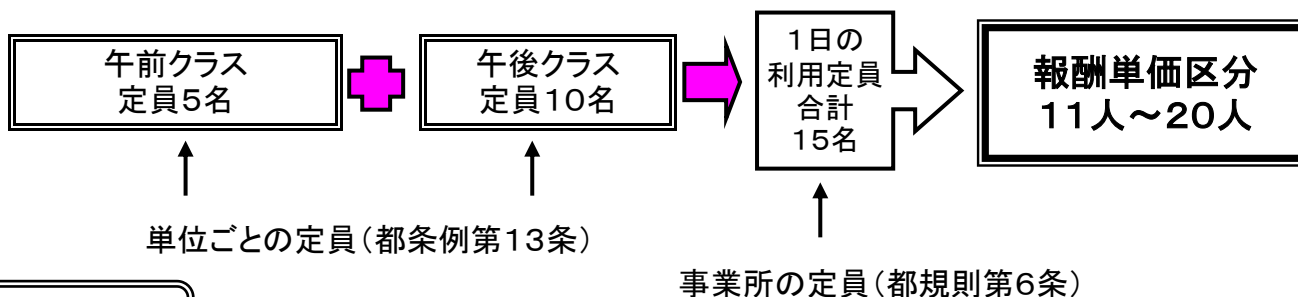 午前クラス
定員5名
午後クラス
定員10名
1日の
利用定員
合計
15名
報酬単価区分
11人～20人
単位ごとの定員(都条例第13条)
事業所の定員(都規則第6条)